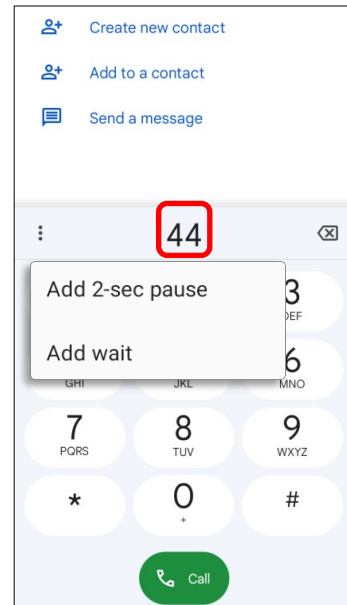 Create new contact
Add to a contact
Send a message
44
Add 2-sec pause
3
DEF
Add wait
6
GHI JKL MNO
7 8 9
PQRS TUV WXYZ
* 0 #
+
Call